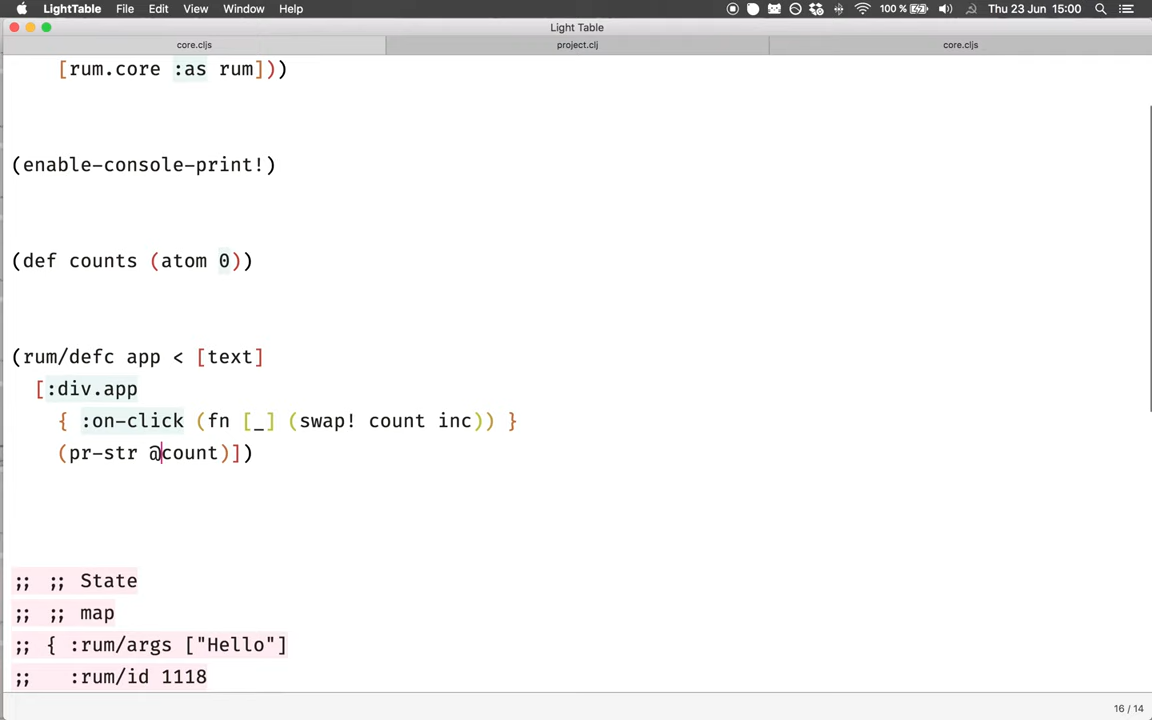 LightTable File Edit View Window Help 100 % Thu 23 Jun 15:00
Light Table
core.cljs project.clj core.cljs
[rum.core :as rum]))
(enable-console-print!)
(def counts (atom 0))
(rum/defc app < [text]
[:div.app
{ :on-click (fn [_] (swap! count inc)) }
(pr-str @count)])
;; ;; State
;; ;; map
;; { :rum/args ["Hello"]
;; :rum/id 1118
16 / 14